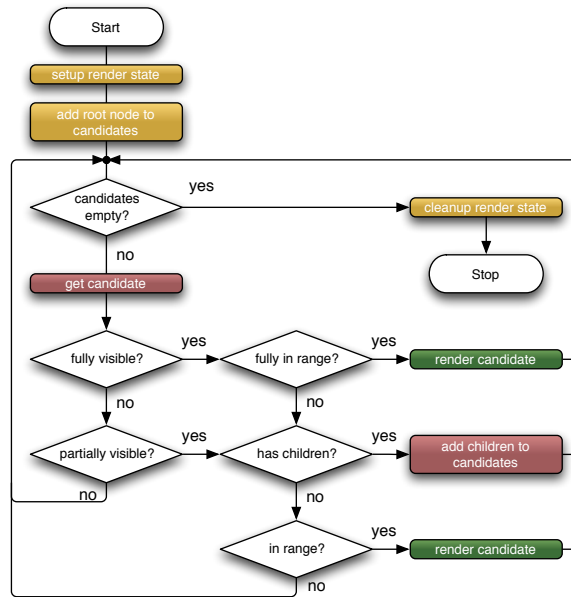 Start
setup render state
add root node to
candidates
candidates
empty?
yes
cleanup render state
no
Stop
get candidate
fully visible?
yes
fully in range?
yes
render candidate
no
no
partially visible?
yes
has children?
yes
add children to
candidates
no
no
in range?
yes
render candidate
no